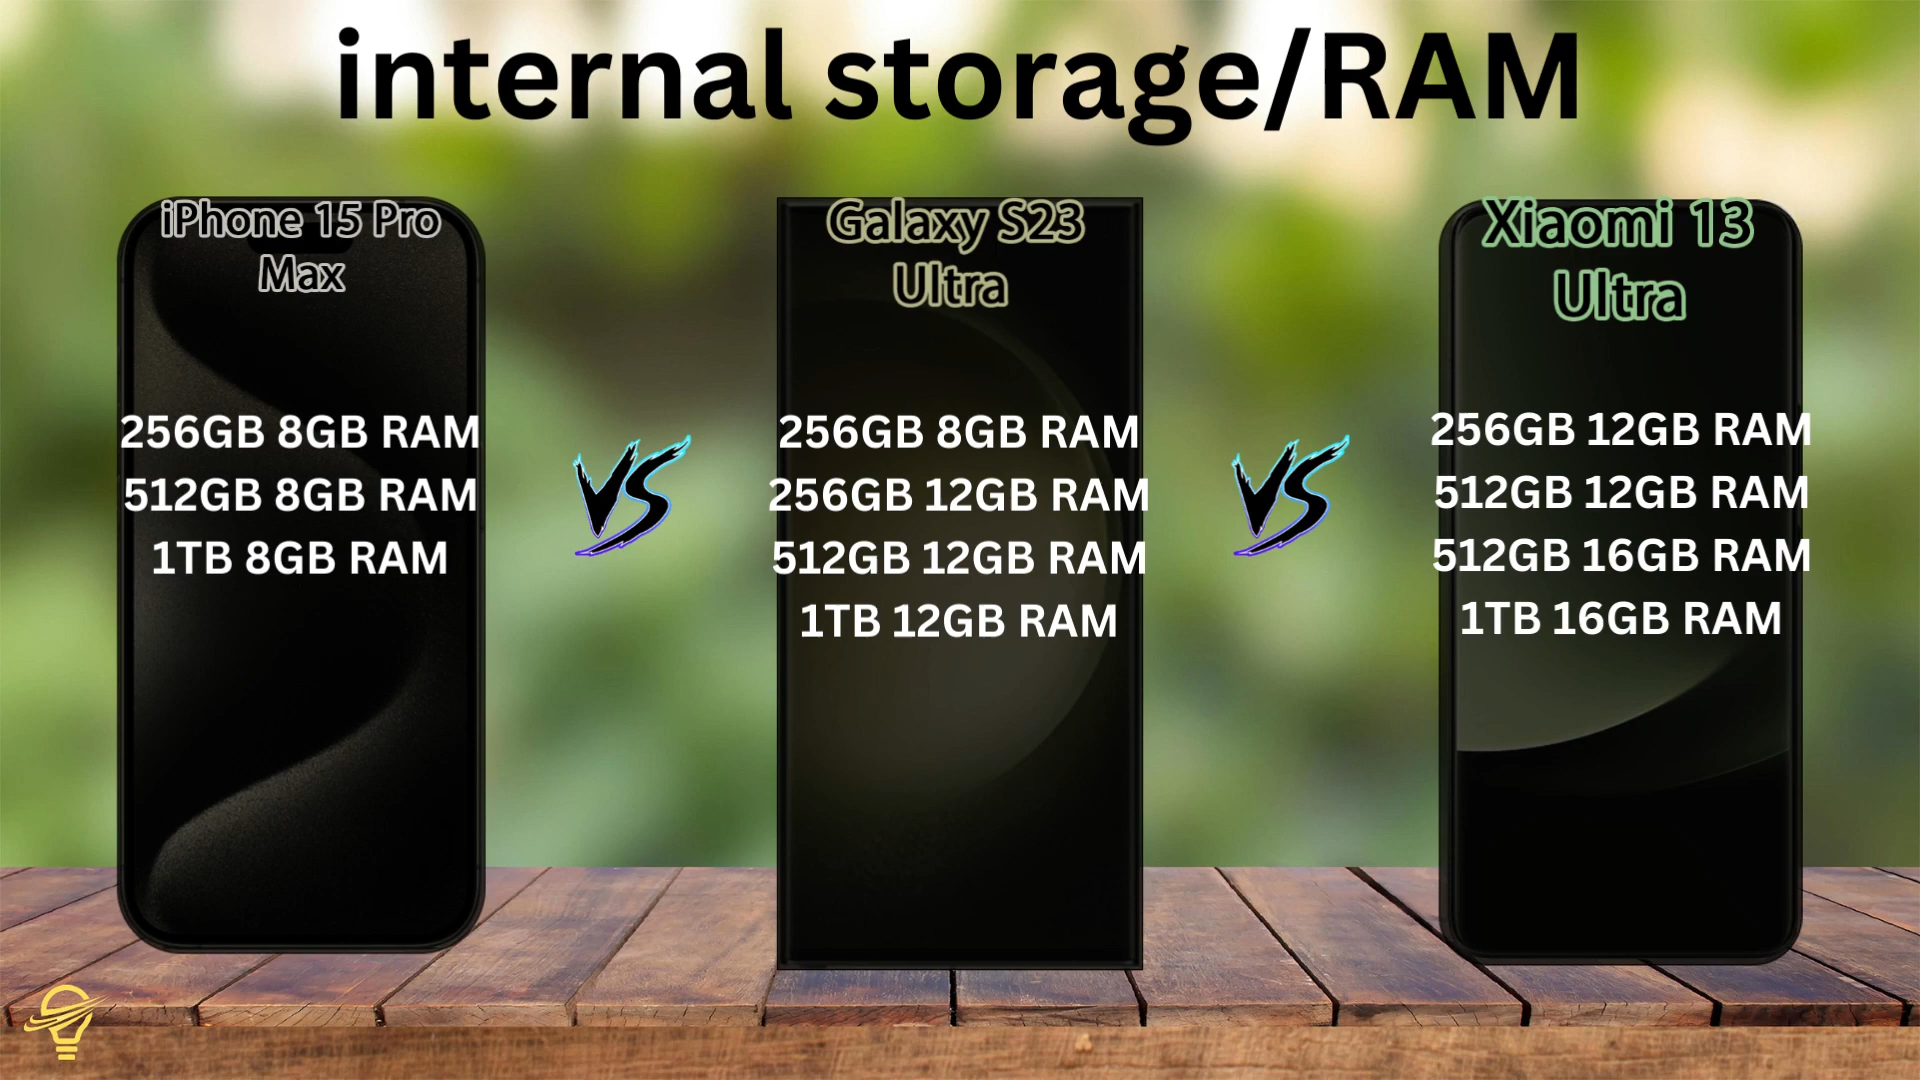 internal storage/RAM
iPhone 15 Pro
Max
256GB 8GB RAM
512GB 8GB RAM
1TB 8GB RAM
VS
Galaxy S23
Ultra
256GB 8GB RAM
256GB 12GB RAM
512GB 12GB RAM
1TB 12GB RAM
VS
Xiaomi 13
Ultra
256GB 12GB RAM
512GB 12GB RAM
512GB 16GB RAM
1TB 16GB RAM